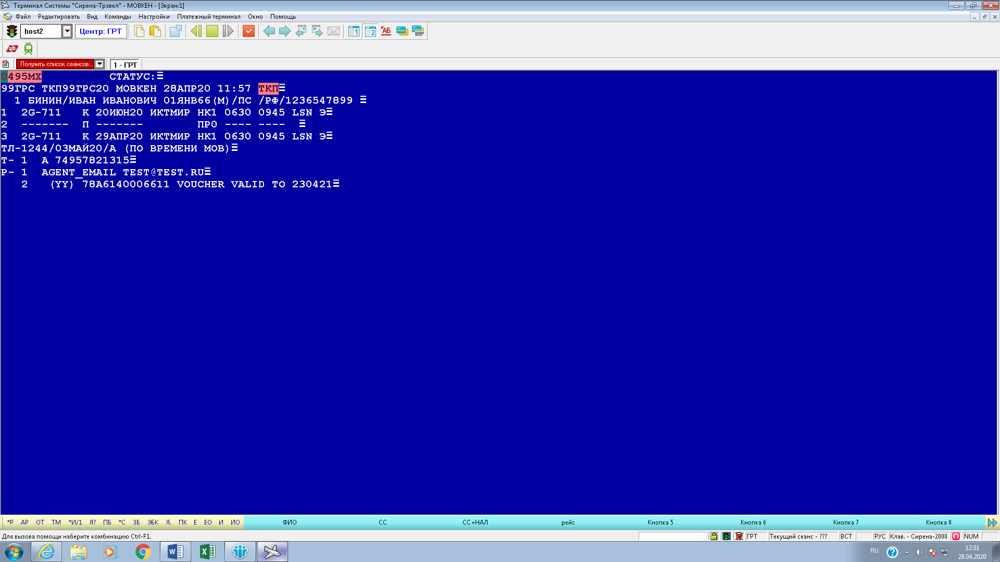 Терминал Системы "Сирена-Трэвел" - МОВКЕН - [Экран:1]
Файл Редактировать Вид Команды Настройки Платежный терминал Окно Помощь
host2 Центр: ГРТ 1 2 'АБ BSP
Получить список сеансов... 1 - ГРТ
0495МХ СТАТУС:
99ГРС ТКП99ГРС20 МОВКЕН 28АПР20 11:57 ТКП
1 БИНИН/ИВАН ИВАНОВИЧ 01ЯНВ66(М)/ПС /РФ/1236547899
1 2G-711 К 20ИЮН20 ИКТМИР НК1 0630 0945 LSN Э
2 ------- П ------- ПРО ---- ----
3 2G-711 К 29АПР20 ИКТМИР НК1 0630 0945 LSN Э
ТЛ-1244/03МАЙ20/А (ПО ВРЕМЕНИ МОВ)
Т- 1 А 74957821315
Р- 1 AGENT_EMAIL TEST@TEST.RU
2 (YY) 78A6140006611 VOUCHER VALID TO 230421
*Р АР ОТ ТМ *И/1 Я? ПБ *С ЗБ ЭБК Я. ПК Е ЕО И ИО ФИО СС СС+НАЛ рейс Кнопка 5 Кнопка 6 Кнопка 7 Кнопка 8
Для вызова помощи наберите комбинацию Ctrl-F1. ГРТ Текущий сеанс - ??? ВСТ РУС Клав. - Сирена-2000 NUM
RU 12:51
28.04.2020